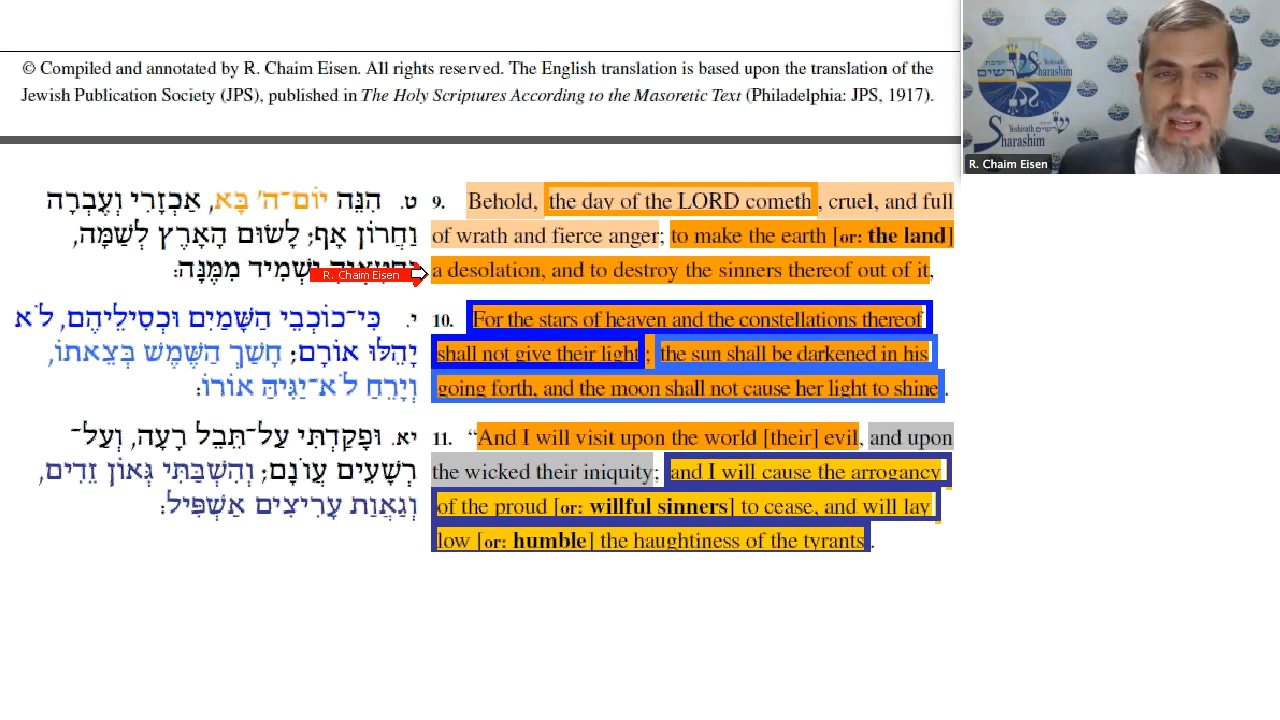 © Compiled and annotated by R. Chaim Eisen. All rights reserved. The English translation is based upon the translation of the
Jewish Publication Society (JPS), published in The Holy Scriptures According to the Masoretic Text (Philadelphia: JPS, 1917).
ט. הִנֵּה יוֹם־ה' בָּא, אַכְזָרִי וְעֶבְרָה
וַחֲרוֹן אָף; לָשׂוּם הָאָרֶץ לְשַׁמָּה,
יַשְׁמִיד מִמֶּנָּה:
י. כִּי־כוֹכְבֵי הַשָּׁמַיִם וּכְסִילֵיהֶם, לֹא
יָהֵלּוּ אוֹרָם; חָשַׁךְ הַשֶּׁמֶשׁ בְּצֵאתוֹ,
וְיָרֵחַ לֹא־יַגִּיהַּ אוֹרוֹ:
יא. וּפָקַדְתִּי עַל־תֵּבֵל רָעָה, וְעַל־
רְשָׁעִים עֲוֹנָם; וְהִשְׁבַּתִּי גְּאוֹן זֵדִים,
וְגַאֲוַת עָרִיצִים אַשְׁפִּיל:
9. Behold, the day of the LORD cometh, cruel, and full
of wrath and fierce anger; to make the earth [or: the land]
a desolation, and to destroy the sinners thereof out of it,
10. For the stars of heaven and the constellations thereof
shall not give their light; the sun shall be darkened in his
going forth, and the moon shall not cause her light to shine.
11. “And I will visit upon the world [their] evil, and upon
the wicked their iniquity; and I will cause the arrogancy
of the proud [or: willful sinners] to cease, and will lay
low [or: humble] the haughtiness of the tyrants.
R. Chaim Eisen
ישיבת
שרשים
Sharashim
Yeshivath שרשים
Sharashim
R. Chaim Eisen